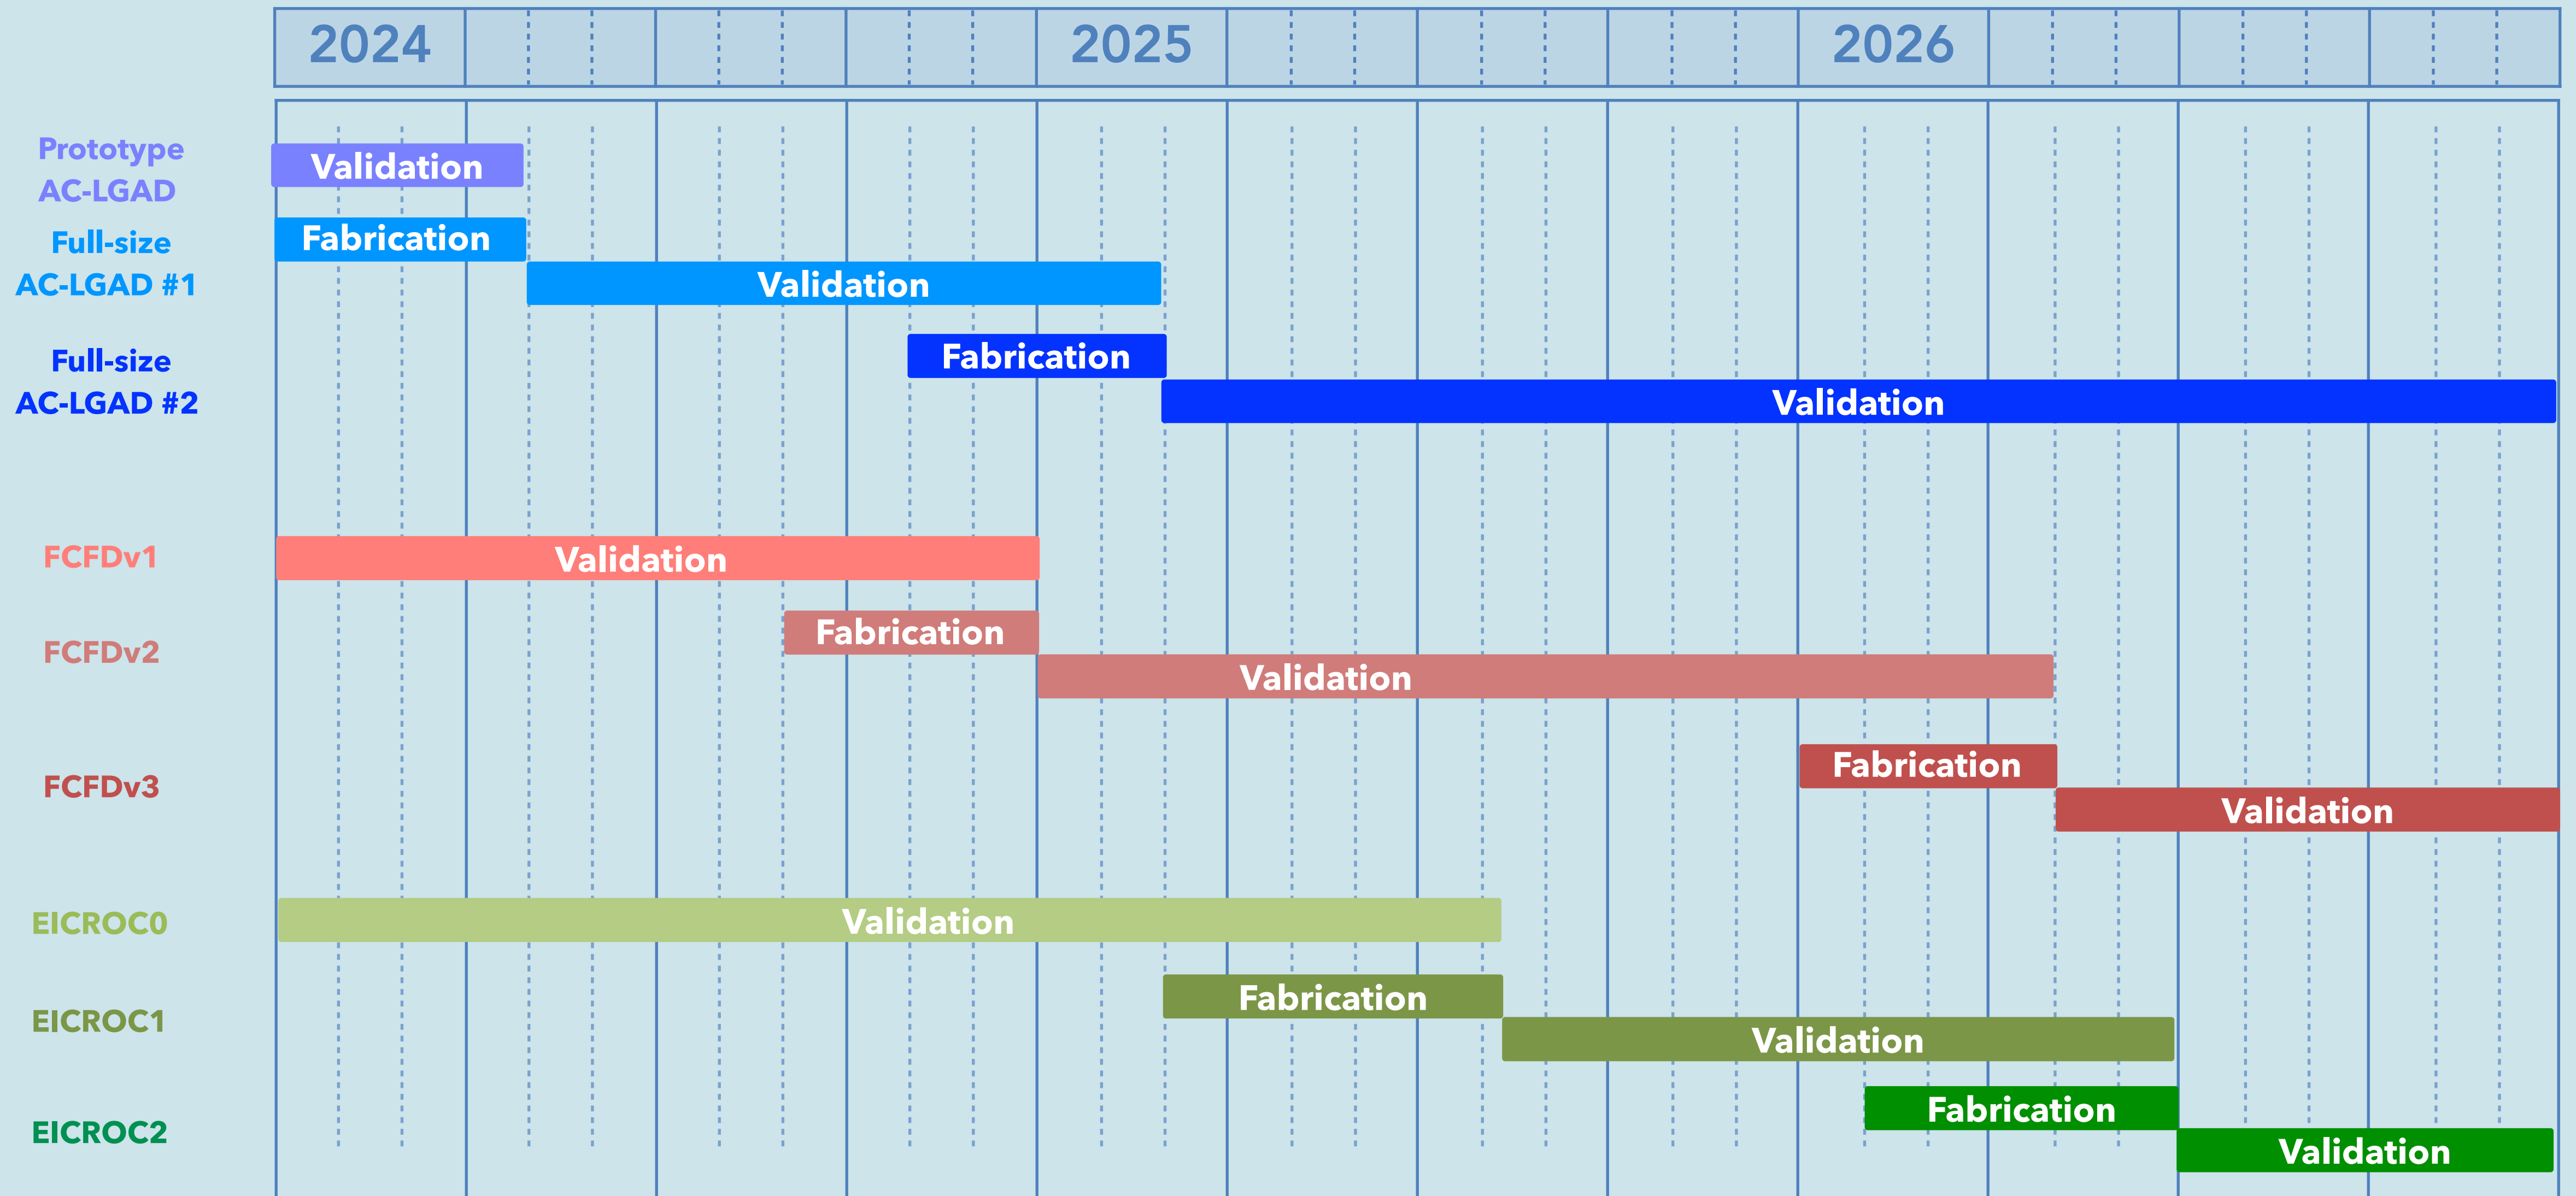 2024 2025 2026
Prototype
AC-LGAD
Validation
Full-size
AC-LGAD #1
Fabrication
Validation
Full-size
AC-LGAD #2
Fabrication
Validation
FCFDv1
Validation
FCFDv2
Fabrication
Validation
FCFDv3
Fabrication
Validation
EICROC0
Validation
EICROC1
Fabrication
Validation
EICROC2
Fabrication
Validation